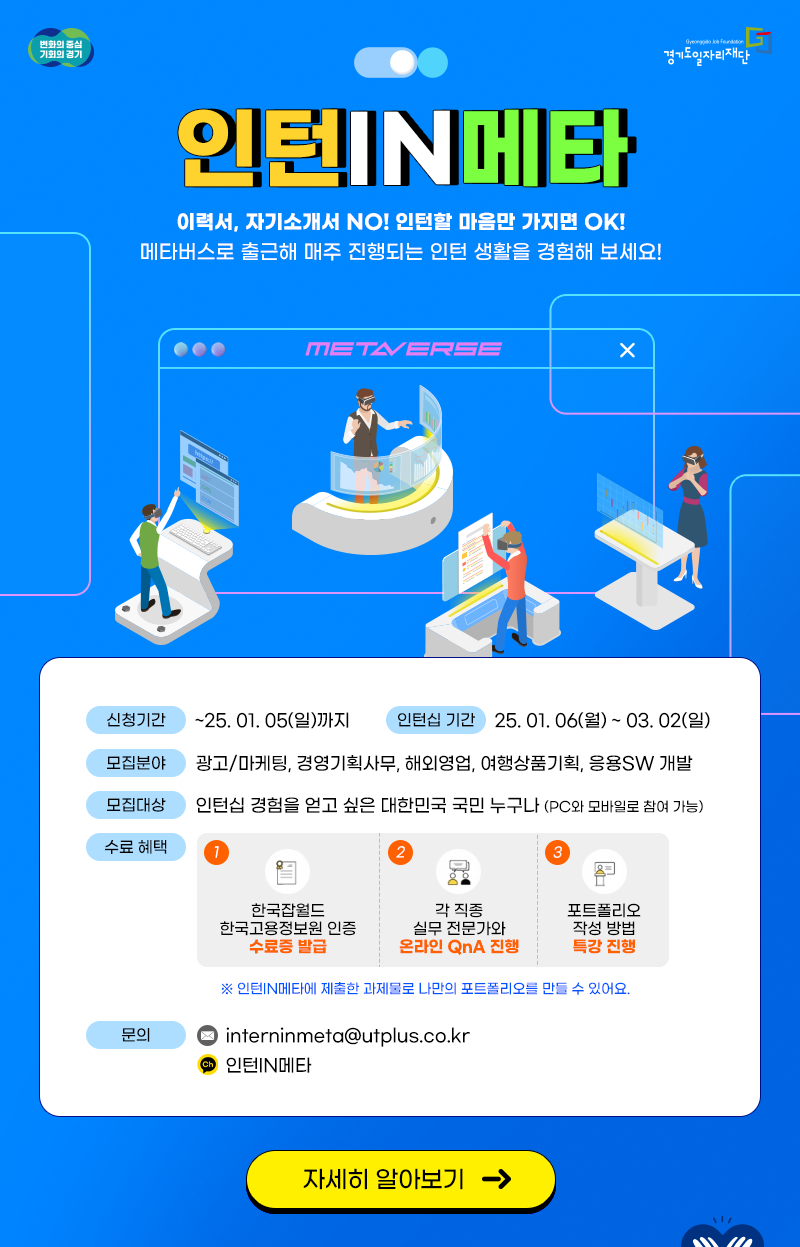 변화의 중심
기회의 경기
Gyeonggido Job Foundation
경기도일자리재단
인턴IN메타
이력서, 자기소개서 NO! 인턴할 마음만 가지면 OK!
메타버스로 출근해 매주 진행되는 인턴 생활을 경험해 보세요!
METAVERSE
신청기간 ~25. 01. 05(일)까지 인턴십 기간 25. 01. 06(월) ~ 03. 02(일)
모집분야 광고/마케팅, 경영기획사무, 해외영업, 여행상품기획, 응용SW 개발
모집대상 인턴십 경험을 얻고 싶은 대한민국 국민 누구나 (PC와 모바일로 참여 가능)
수료 혜택
1
한국잡월드
한국고용정보원 인증
수료증 발급
2
각 직종
실무 전문가와
온라인 QnA 진행
3
포트폴리오
작성 방법
특강 진행
※ 인턴IN메타에 제출한 과제물로 나만의 포트폴리오를 만들 수 있어요.
문의 interninmeta@utplus.co.kr
Ch 인턴IN메타
자세히 알아보기